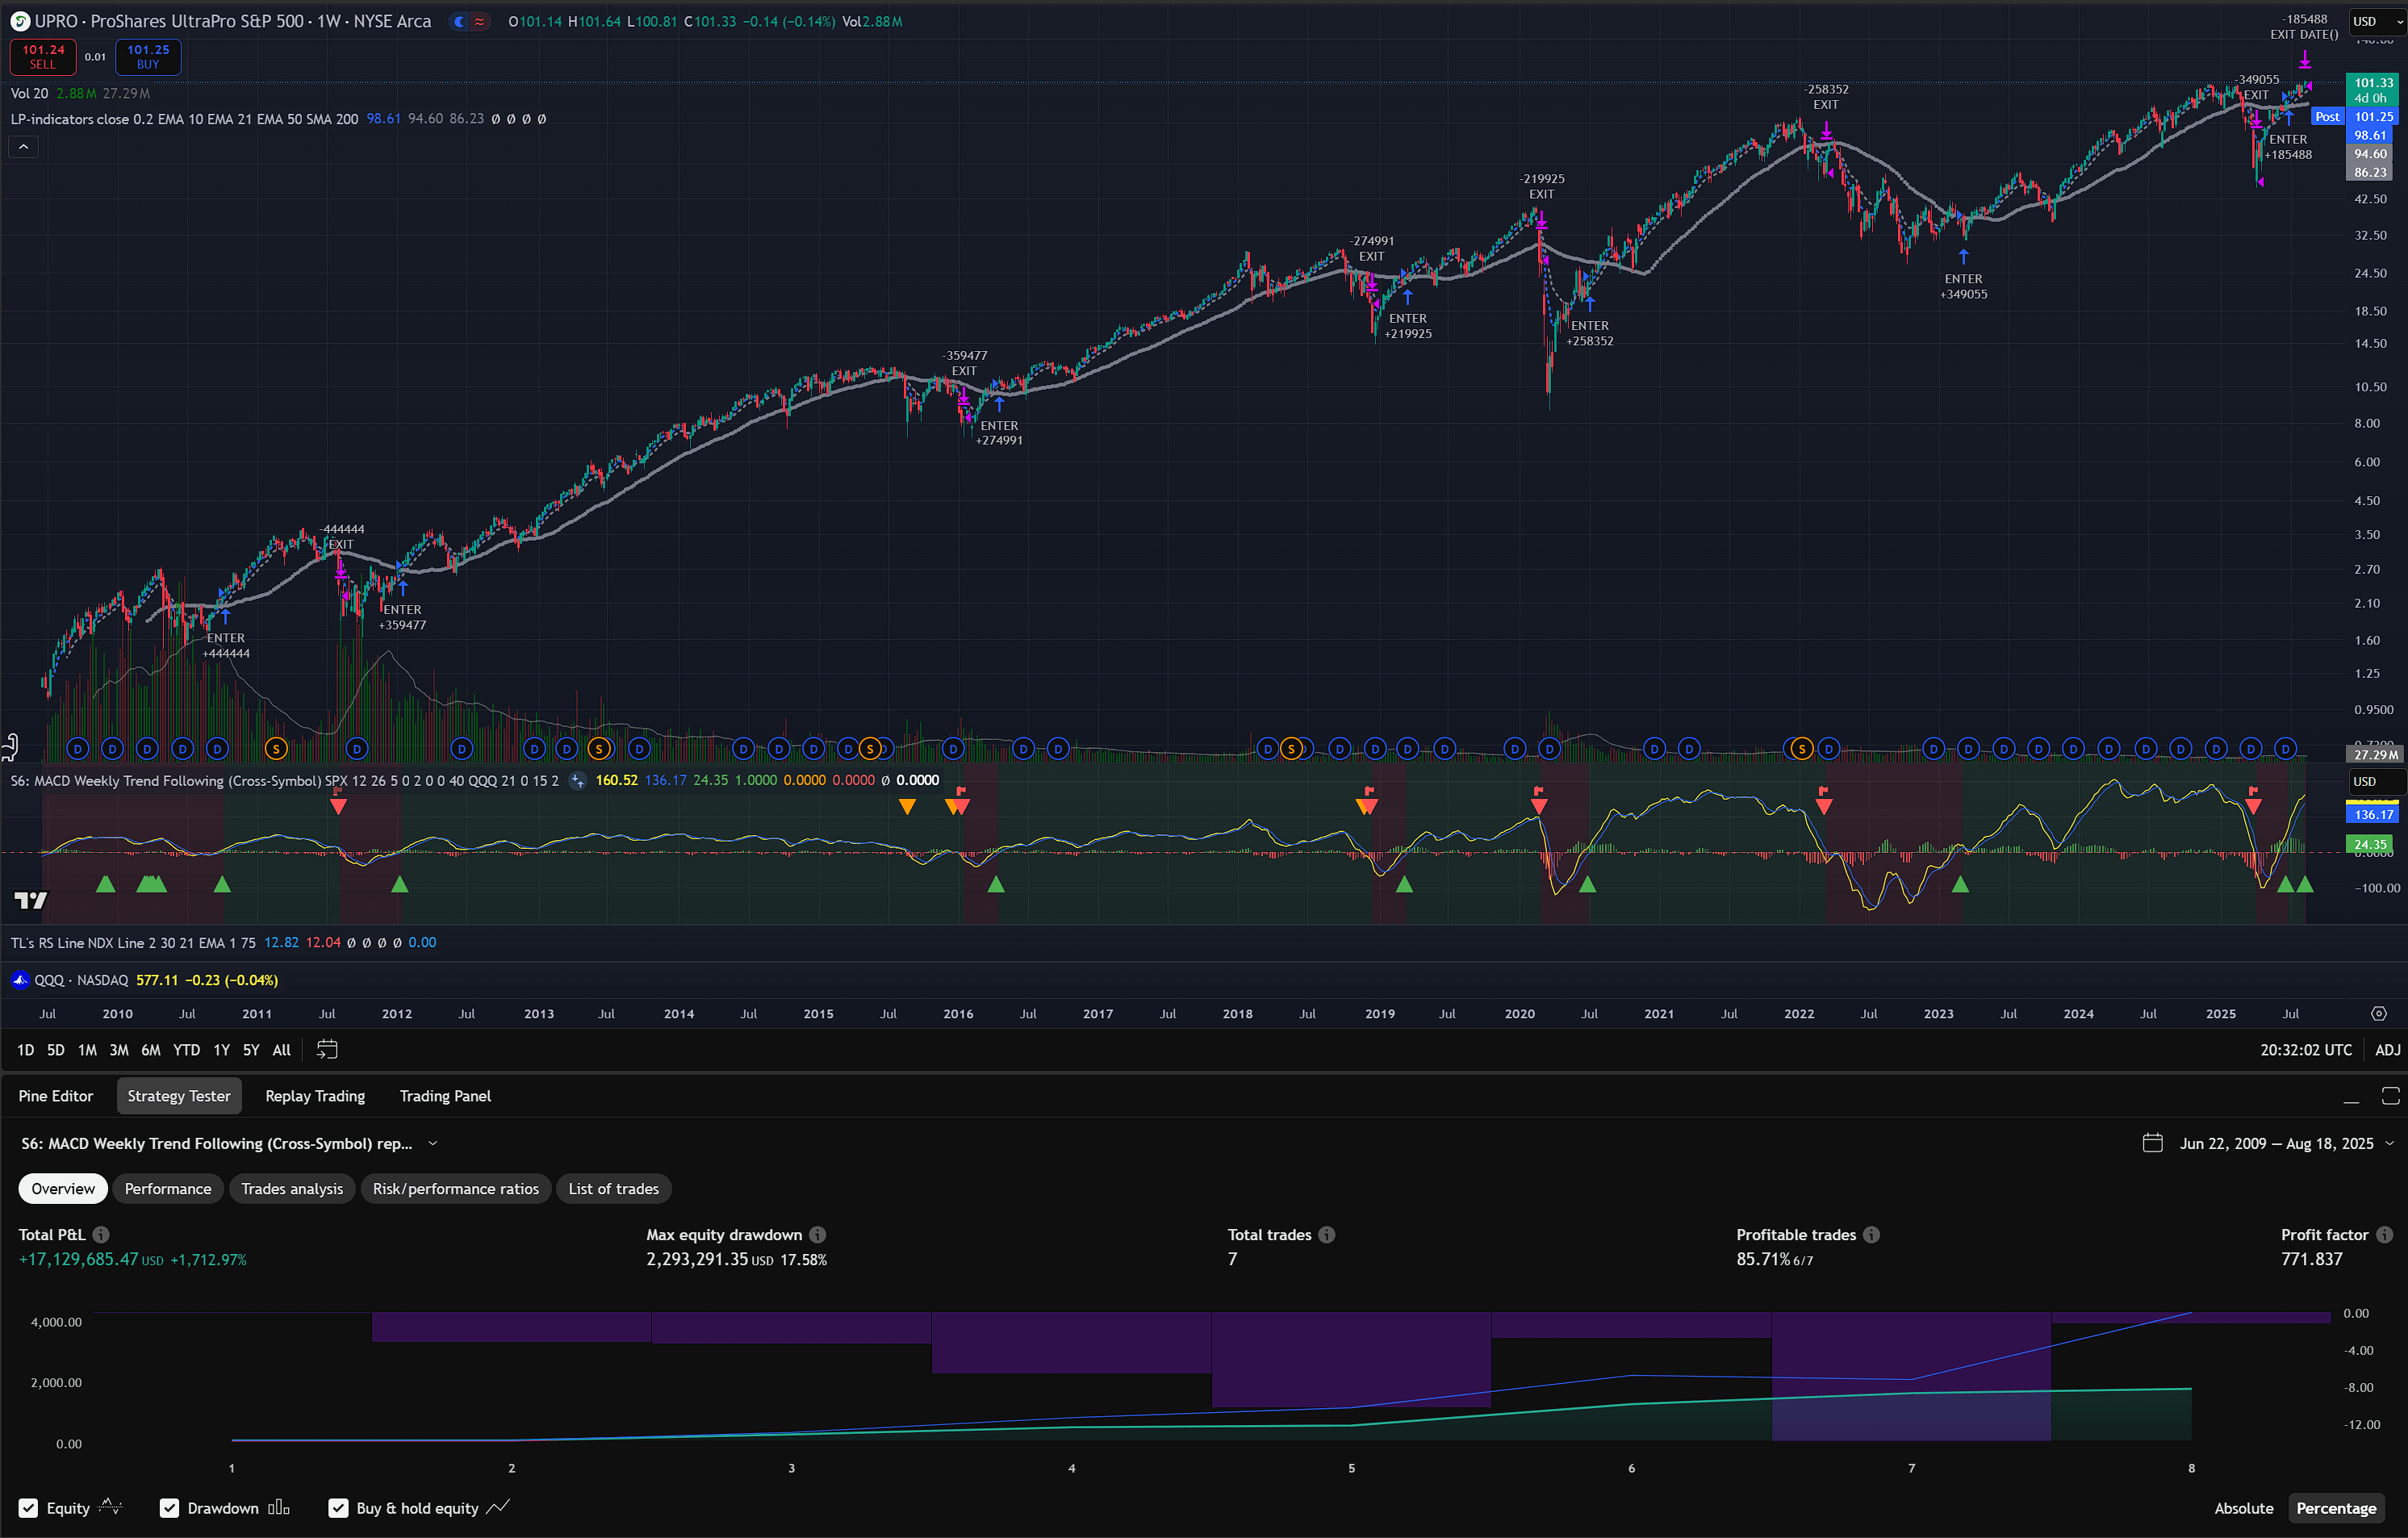 UPRO · ProShares UltraPro S&P 500 · 1W · NYSE Arca
O101.14 H101.64 L100.81 C101.33 −0.14 (−0.14%) Vol2.88 M
101.24
SELL
0.01
101.25
BUY
Vol 20 2.88 M 27.29 M
LP-indicators close 0.2 EMA 10 EMA 21 EMA 50 SMA 200 98.61 94.60 86.23 Ø Ø Ø Ø
-185488
EXIT DATE()
USD
101.33
4d 0h
Post 101.25
98.61
94.60
86.23
42.50
32.50
24.50
18.50
14.50
10.50
8.00
6.00
4.50
3.50
2.70
2.10
1.60
1.25
0.9500
27.29 M
-349055
EXIT
ENTER
+185488
-258352
EXIT
ENTER
+349055
-219925
EXIT
ENTER
+258352
-274991
EXIT
ENTER
+219925
-359477
EXIT
ENTER
+274991
-444444
EXIT
ENTER
+359477
ENTER
+444444
D D D D D S D D D D S D D D D D S D D D D S D D D D D D D D D S D D D D D D D D D D D
S6: MACD Weekly Trend Following (Cross-Symbol) SPX 12 26 5 0 2 0 0 40 QQQ 21 0 15 2 160.52 136.17 24.35 1.0000 0.0000 0.0000 Ø 0.0000
USD
136.17
24.35
−100.00
TL's RS Line NDX Line 2 30 21 EMA 1 75 12.82 12.04 Ø Ø Ø Ø 0.00
QQQ · NASDAQ 577.11 −0.23 (−0.04%)
Jul 2010 Jul 2011 Jul 2012 Jul 2013 Jul 2014 Jul 2015 Jul 2016 Jul 2017 Jul 2018 Jul 2019 Jul 2020 Jul 2021 Jul 2022 Jul 2023 Jul 2024 Jul 2025 Jul
1D 5D 1M 3M 6M YTD 1Y 5Y All
20:32:02 UTC ADJ
Pine Editor Strategy Tester Replay Trading Trading Panel
S6: MACD Weekly Trend Following (Cross-Symbol) rep...
Jun 22, 2009 — Aug 18, 2025
Overview Performance Trades analysis Risk/performance ratios List of trades
Total P&L
+17,129,685.47 USD +1,712.97%
Max equity drawdown
2,293,291.35 USD 17.58%
Total trades
7
Profitable trades
85.71% 6/7
Profit factor
771.837
4,000.00
2,000.00
0.00
0.00
-4.00
-8.00
-12.00
1 2 3 4 5 6 7 8
Equity Drawdown Buy & hold equity
Absolute Percentage